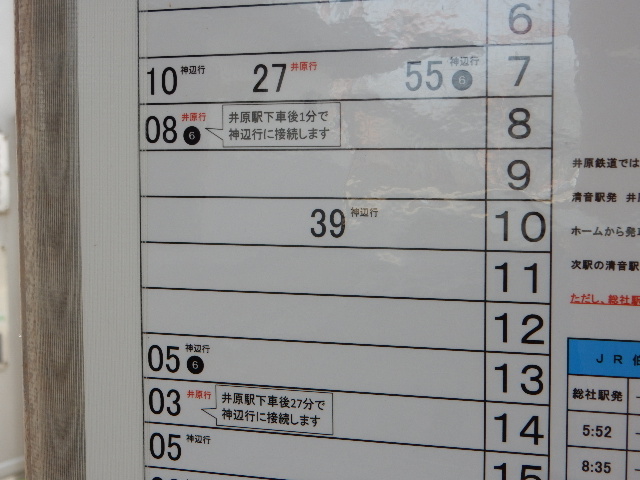 6
10 神辺行 27 井原行 55 神辺行 6 7
08 井原行 6 井原駅下車後1分で 8
神辺行に接続します
9
39 神辺行 10
11
12
05 神辺行 6 13
03 井原行 井原駅下車後27分で 14
神辺行に接続します
05 神辺行 15
井原鉄道では
清音駅発 井
ホームから発
次駅の清音駅
ただし、総社駅
JR
総社駅発
5:52
8:35